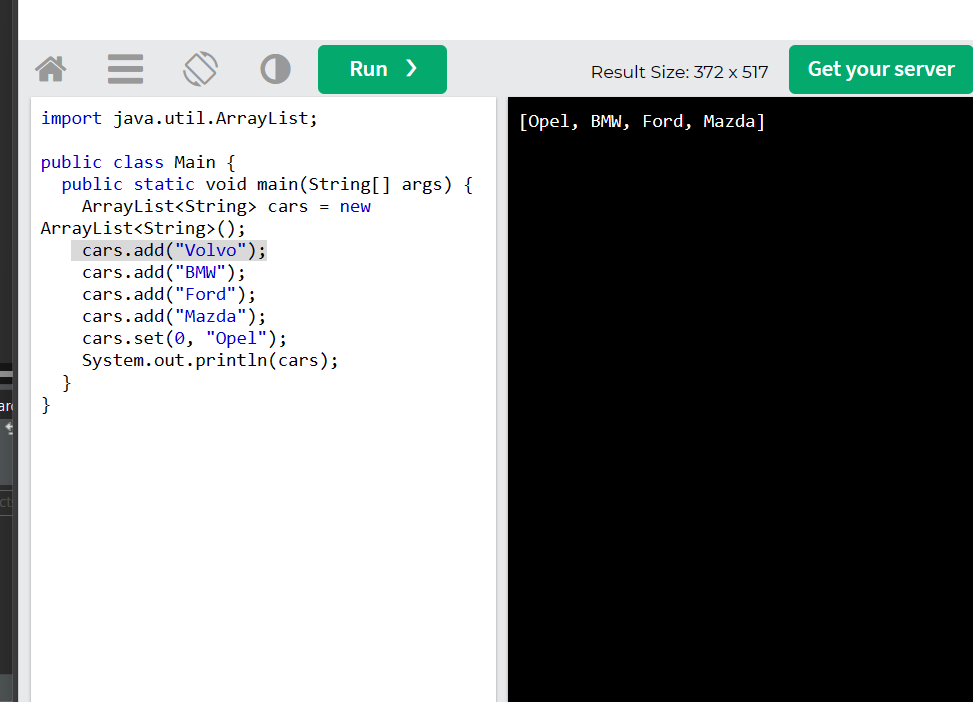 Run ❯
Result Size: 372 x 517
Get your server
import java.util.ArrayList;
public class Main {
  public static void main(String[] args) {
    ArrayList<String> cars = new
ArrayList<String>();
    cars.add("Volvo");
    cars.add("BMW");
    cars.add("Ford");
    cars.add("Mazda");
    cars.set(0, "Opel");
    System.out.println(cars);
  }
}
[Opel, BMW, Ford, Mazda]